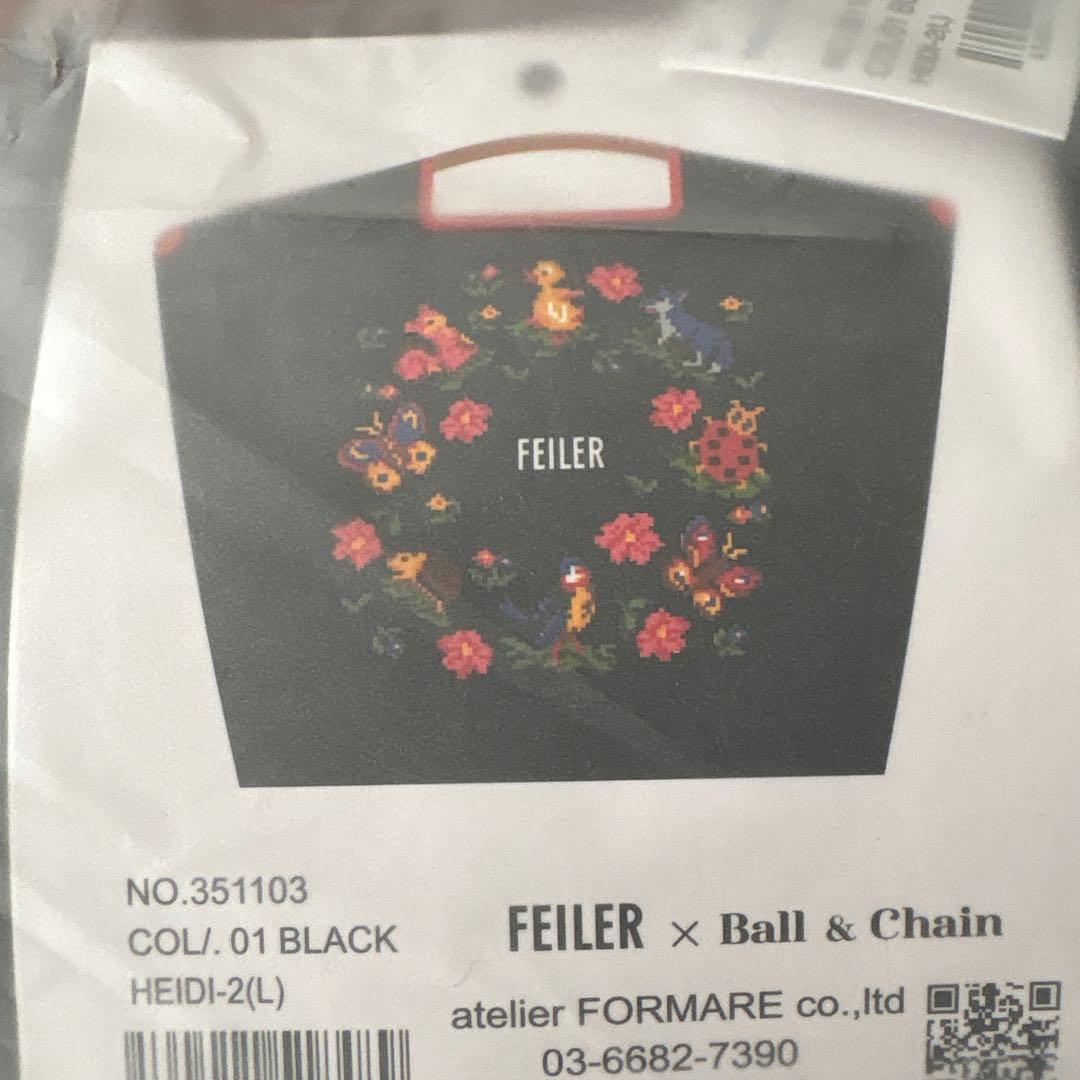 FEILER
NO.351103
COL/. 01 BLACK
HEIDI-2(L)
FEILER × Ball & Chain
atelier FORMARE co.,ltd
03-6682-7390